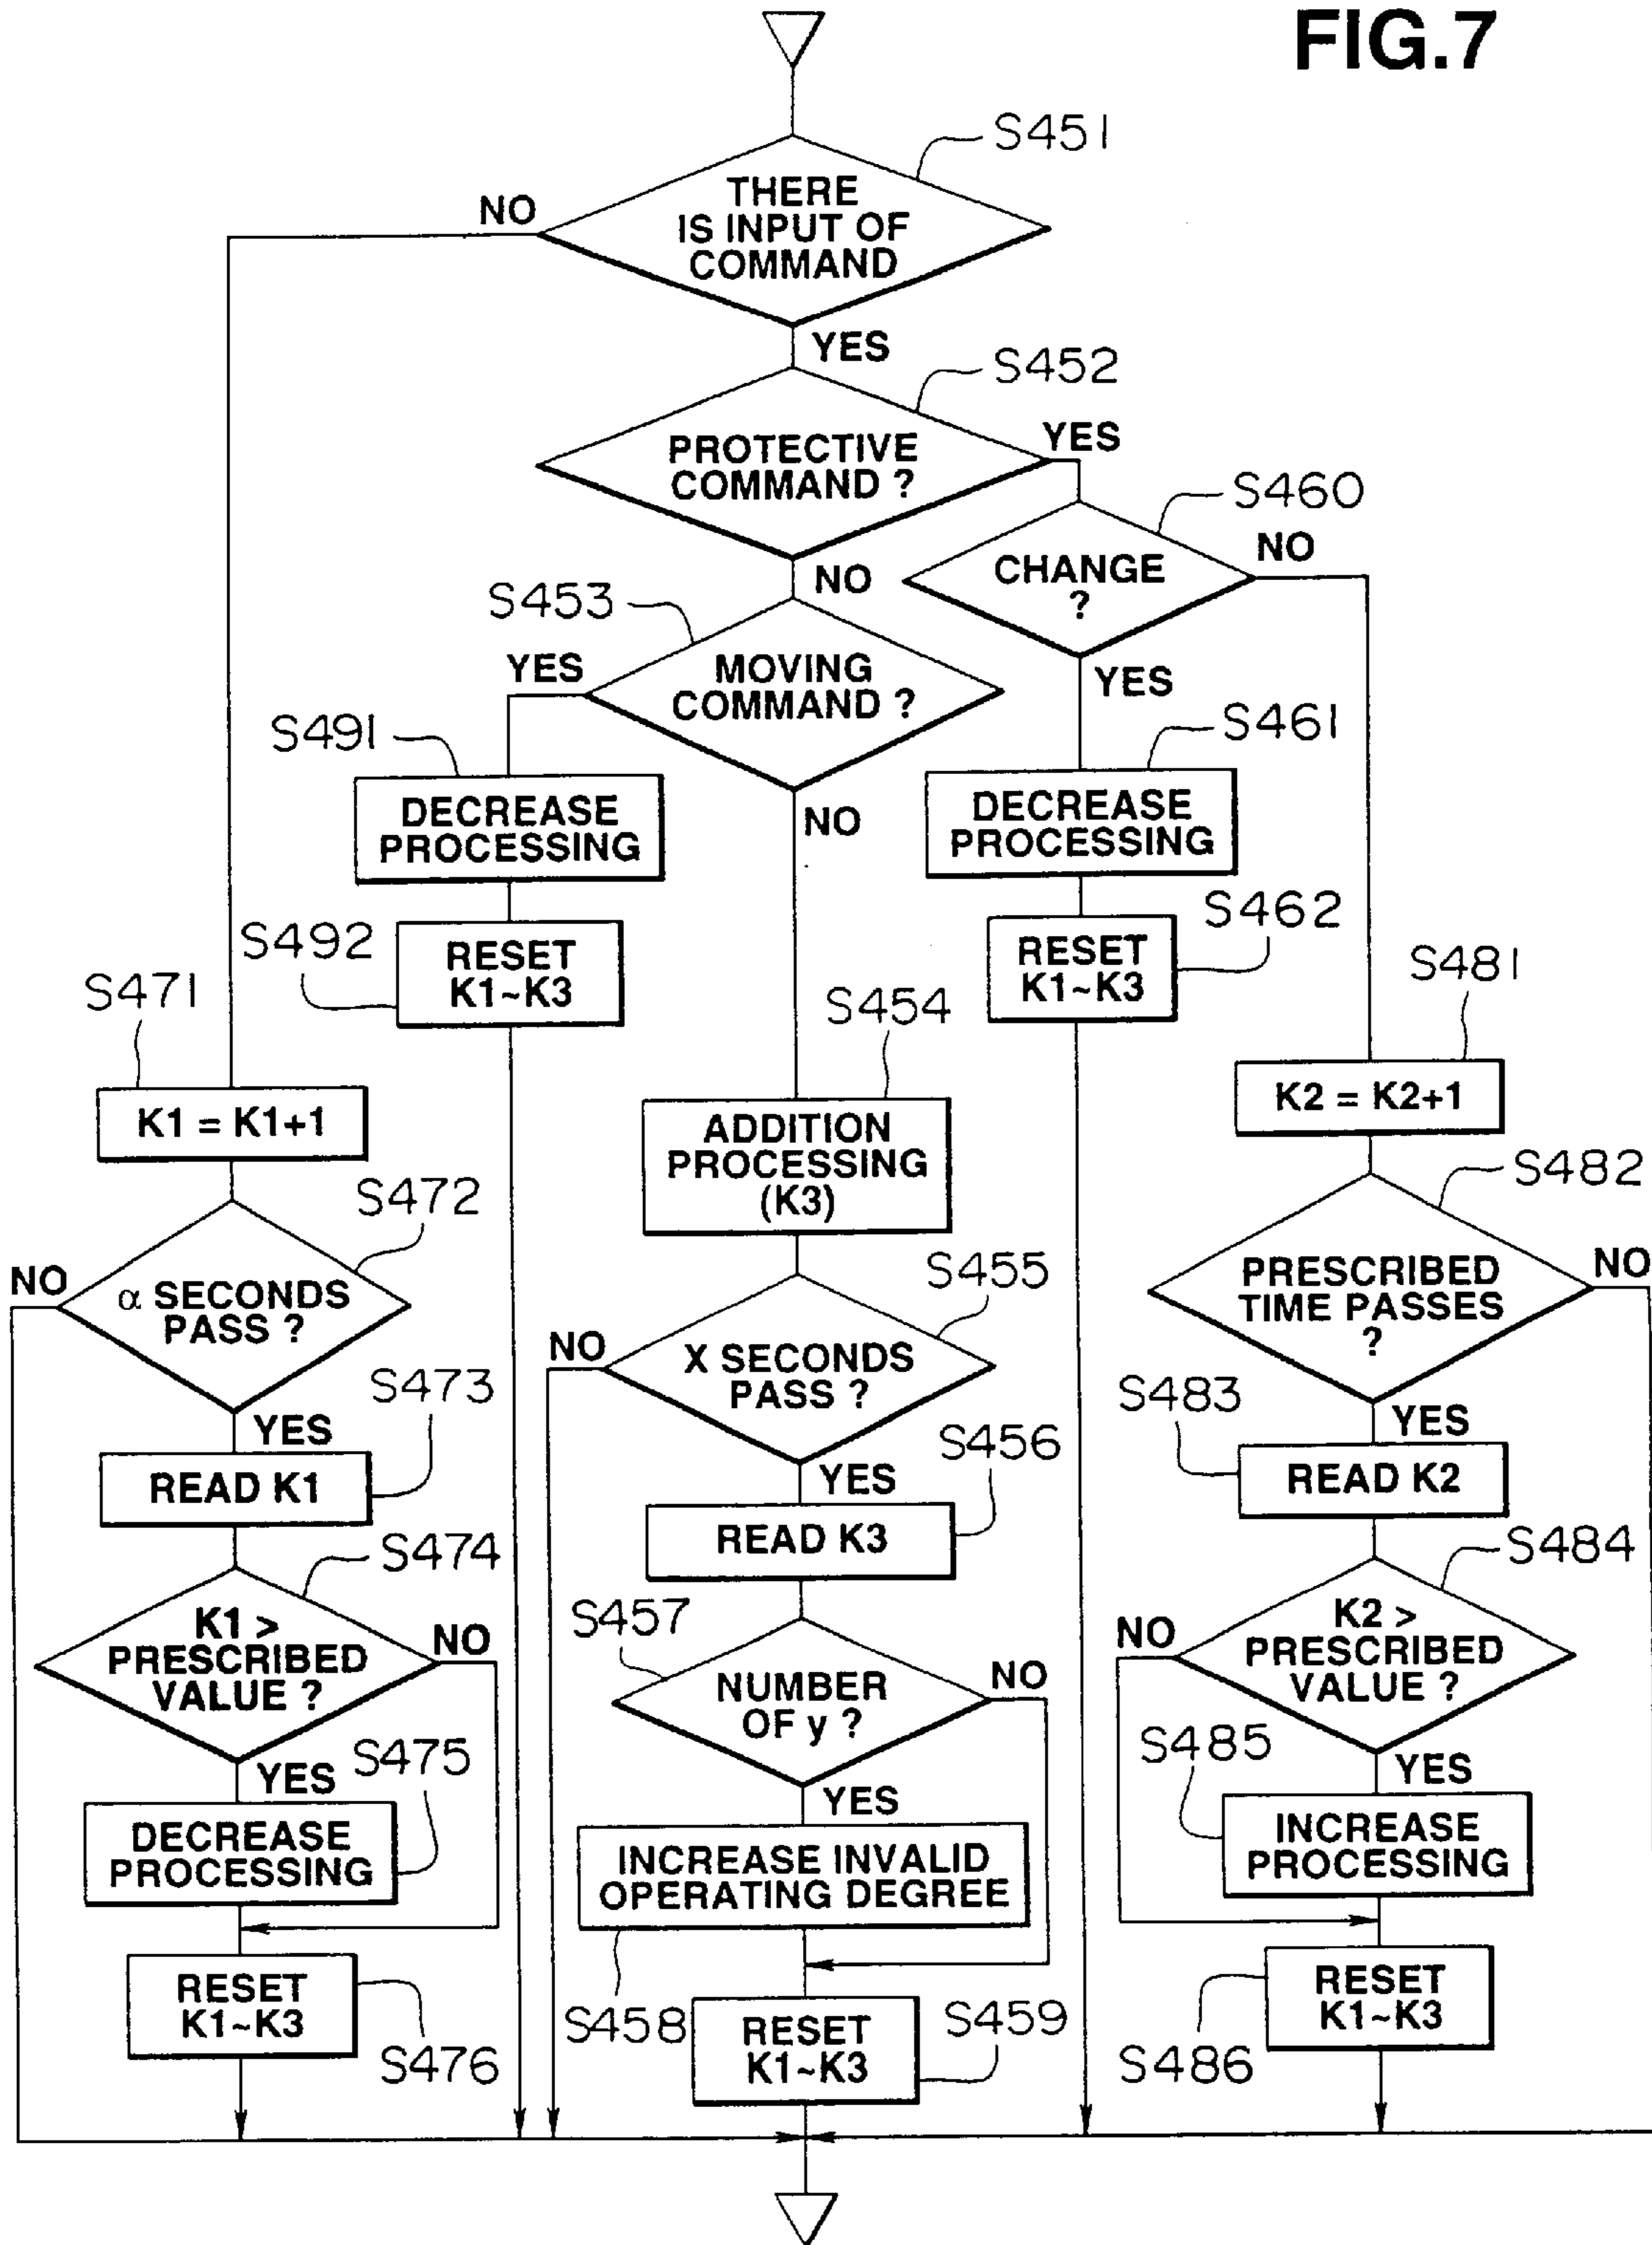 FIG.7
S451
THERE
IS INPUT OF
COMMAND
NO
YES
S452
PROTECTIVE
COMMAND ?
YES
NO
S460
CHANGE
?
NO
YES
S453
MOVING
COMMAND ?
YES
NO
S491
DECREASE
PROCESSING
S461
DECREASE
PROCESSING
S492
RESET
K1~K3
S462
RESET
K1~K3
S471
K1 = K1+1
S454
ADDITION
PROCESSING
(K3)
S481
K2 = K2+1
S472
α SECONDS
PASS ?
NO
YES
S455
X SECONDS
PASS ?
NO
YES
S482
PRESCRIBED
TIME PASSES
?
NO
YES
S473
READ K1
S456
READ K3
S483
READ K2
S474
K1 >
PRESCRIBED
VALUE ?
NO
YES
S457
NUMBER
OF y ?
NO
YES
S484
K2 >
PRESCRIBED
VALUE ?
NO
YES
S475
DECREASE
PROCESSING
INCREASE INVALID
OPERATING DEGREE
S458
S485
INCREASE
PROCESSING
RESET
K1~K3
S476
RESET
K1~K3
S459
RESET
K1~K3
S486